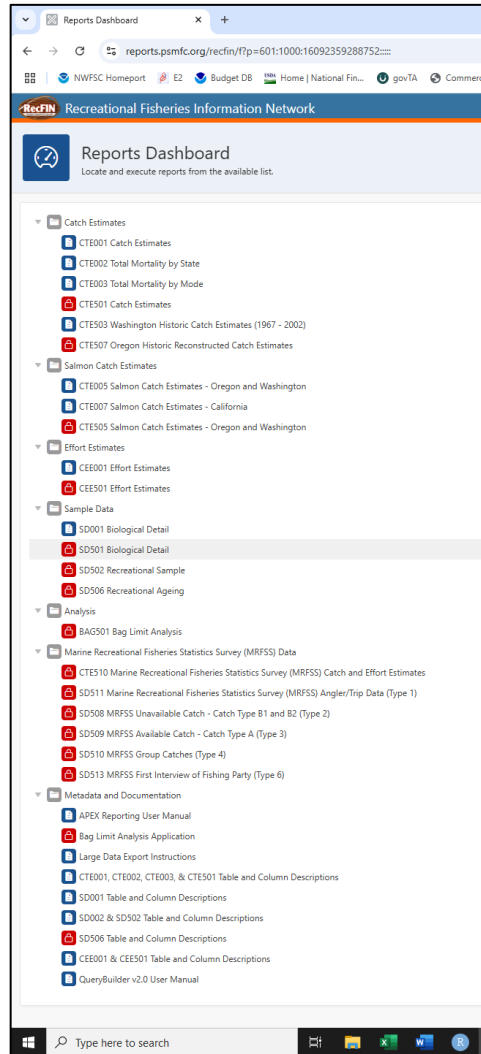 Reports Dashboard
reports.psmfc.org/recfin/f?p=601:1000:16092359288752:::::
NWFSC Homeport E2 Budget DB Home | National Fin... govTA Commerc
RecFIN Recreational Fisheries Information Network
Reports Dashboard
Locate and execute reports from the available list.
Catch Estimates
CTE001 Catch Estimates
CTE002 Total Mortality by State
CTE003 Total Mortality by Mode
CTE501 Catch Estimates
CTE503 Washington Historic Catch Estimates (1967 - 2002)
CTE507 Oregon Historic Reconstructed Catch Estimates
Salmon Catch Estimates
CTE005 Salmon Catch Estimates - Oregon and Washington
CTE007 Salmon Catch Estimates - California
CTE505 Salmon Catch Estimates - Oregon and Washington
Effort Estimates
CEE001 Effort Estimates
CEE501 Effort Estimates
Sample Data
SD001 Biological Detail
SD501 Biological Detail
SD502 Recreational Sample
SD506 Recreational Ageing
Analysis
BAG501 Bag Limit Analysis
Marine Recreational Fisheries Statistics Survey (MRFSS) Data
CTE510 Marine Recreational Fisheries Statistics Survey (MRFSS) Catch and Effort Estimates
SD511 Marine Recreational Fisheries Statistics Survey (MRFSS) Angler/Trip Data (Type 1)
SD508 MRFSS Unavailable Catch - Catch Type B1 and B2 (Type 2)
SD509 MRFSS Available Catch - Catch Type A (Type 3)
SD510 MRFSS Group Catches (Type 4)
SD513 MRFSS First Interview of Fishing Party (Type 6)
Metadata and Documentation
APEX Reporting User Manual
Bag Limit Analysis Application
Large Data Export Instructions
CTE001, CTE002, CTE003, & CTE501 Table and Column Descriptions
SD001 Table and Column Descriptions
SD002 & SD502 Table and Column Descriptions
SD506 Table and Column Descriptions
CEE001 & CEE501 Table and Column Descriptions
QueryBuilder v2.0 User Manual
Type here to search